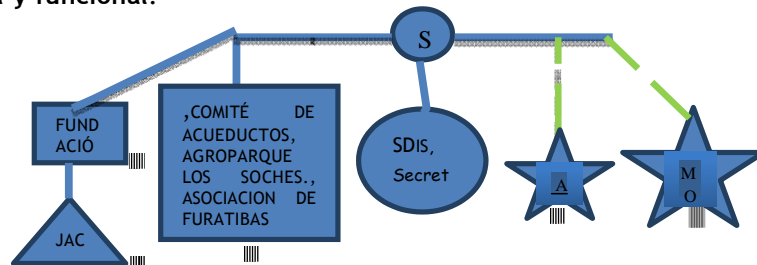 y funcional.
S
FUND
ACIÓ
,COMITÉ DE
ACUEDUCTOS,
AGROPARQUE
LOS SOCHES.,
ASOCIACION DE
FURATIBAS
SDIS,
Secret
A
M
O
JAC